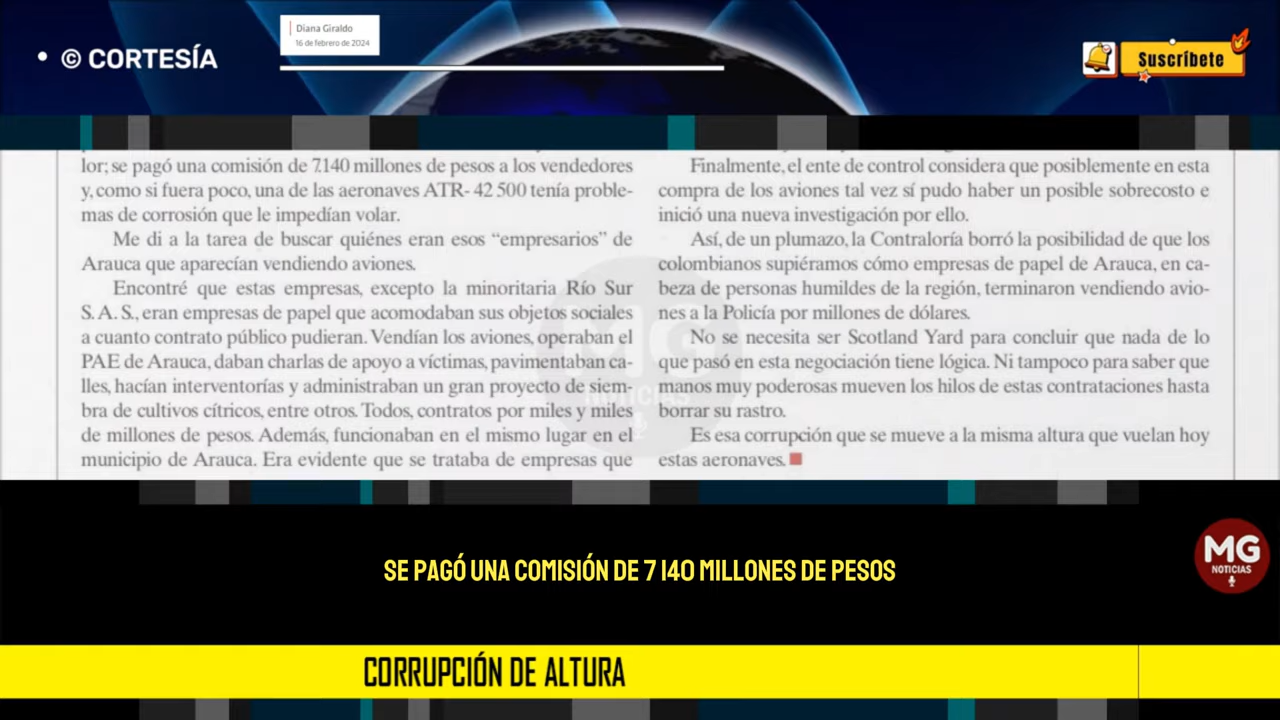 Diana Giraldo
16 de febrero de 2024
• © CORTESÍA
Suscríbete
lor; se pagó una comisión de 7.140 millones de pesos a los vendedores
y, como si fuera poco, una de las aeronaves ATR- 42 500 tenía proble-
mas de corrosión que le impedían volar.
Me di a la tarea de buscar quiénes eran esos “empresarios” de
Arauca que aparecían vendiendo aviones.
Encontré que estas empresas, excepto la minoritaria Río Sur
S. A. S., eran empresas de papel que acomodaban sus objetos sociales
a cuanto contrato público pudieran. Vendían los aviones, operaban el
PAE de Arauca, daban charlas de apoyo a víctimas, pavimentaban ca-
lles, hacían interventorías y administraban un gran proyecto de siem-
bra de cultivos cítricos, entre otros. Todos, contratos por miles y miles
de millones de pesos. Además, funcionaban en el mismo lugar en el
municipio de Arauca. Era evidente que se trataba de empresas que
Finalmente, el ente de control considera que posiblemente en esta
compra de los aviones tal vez sí pudo haber un posible sobrecosto e
inició una nueva investigación por ello.
Así, de un plumazo, la Contraloría borró la posibilidad de que los
colombianos supiéramos cómo empresas de papel de Arauca, en ca-
beza de personas humildes de la región, terminaron vendiendo avio-
nes a la Policía por millones de dólares.
No se necesita ser Scotland Yard para concluir que nada de lo
que pasó en esta negociación tiene lógica. Ni tampoco para saber que
manos muy poderosas mueven los hilos de estas contrataciones hasta
borrar su rastro.
Es esa corrupción que se mueve a la misma altura que vuelan hoy
estas aeronaves.
MG
NOTICIAS
SE PAGÓ UNA COMISIÓN DE 7 140 MILLONES DE PESOS
MG
NOTICIAS
CORRUPCIÓN DE ALTURA